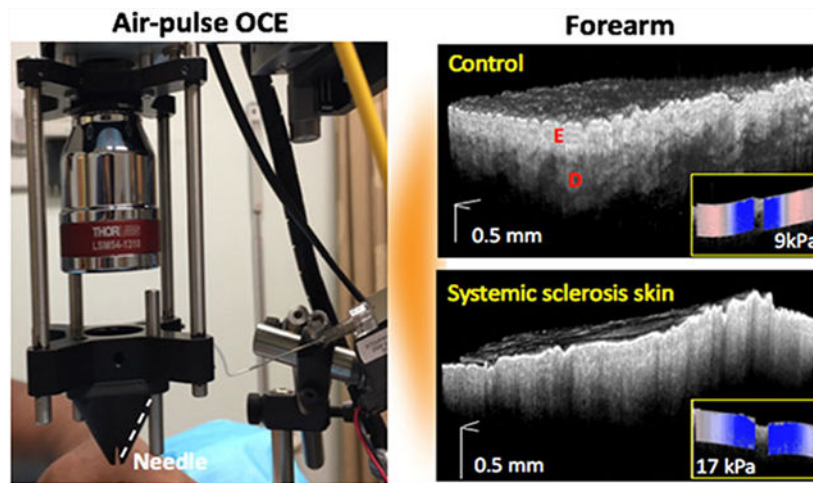 Air-pulse OCE
THORLABS
LSM54-1310
Needle
Forearm
Control
E
D
0.5 mm
9kPa
Systemic sclerosis skin
0.5 mm
17 kPa